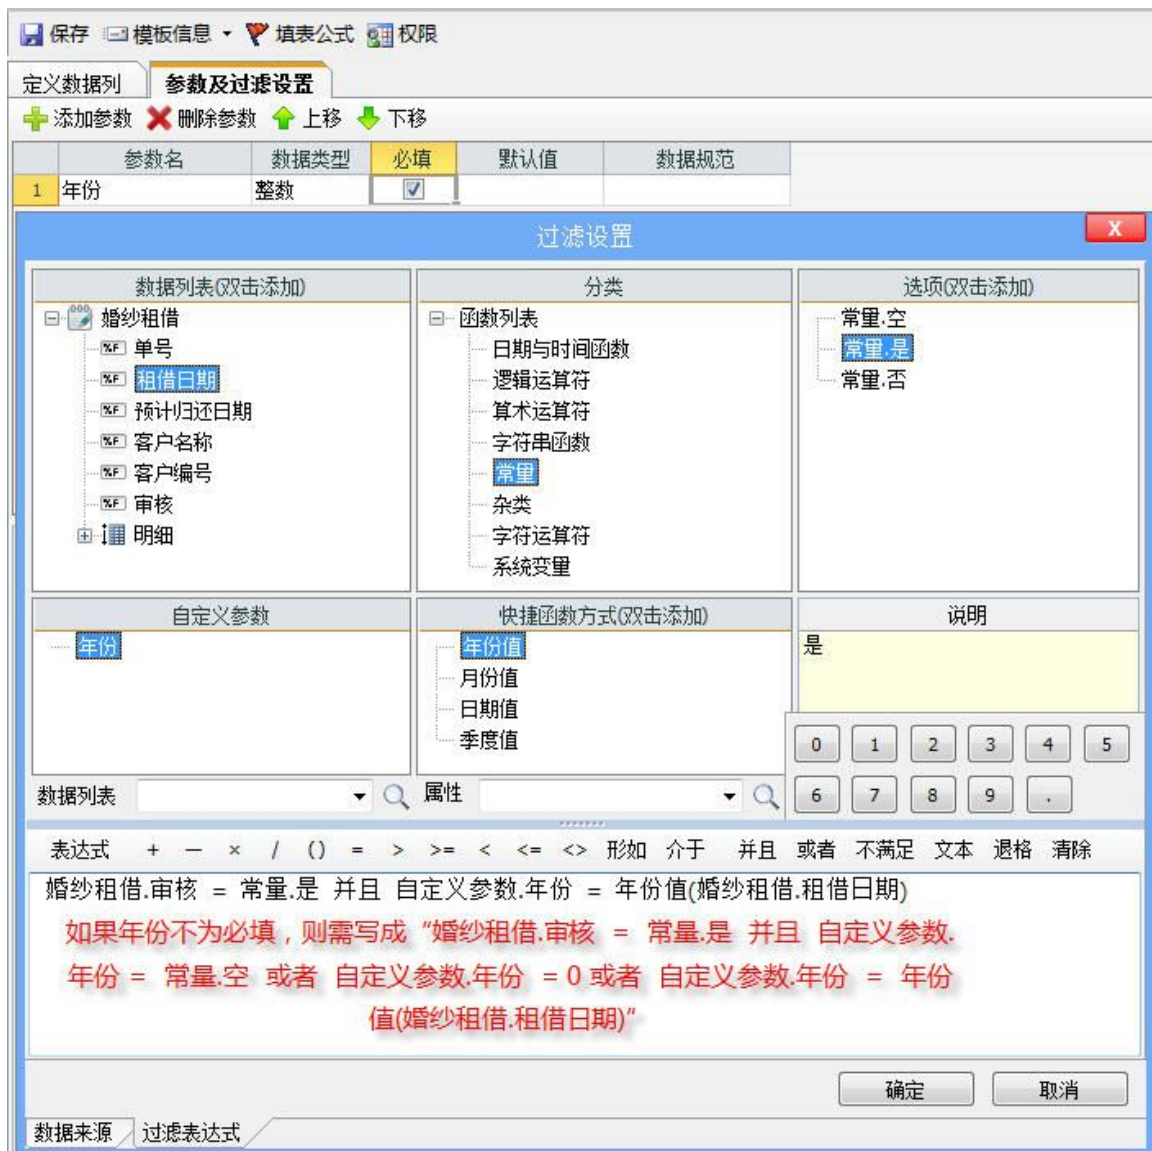 保存 模板信息 填表公式 权限
定义数据列 参数及过滤设置
添加参数 删除参数 上移 下移
参数名 数据类型 必填 默认值 数据规范
1 年份 整数
过滤设置 X
数据列表(双击添加) 分类 选项(双击添加)
婚纱租借 函数列表 常量.空
单号 日期与时间函数 常量.是
租借日期 逻辑运算符 常量.否
预计归还日期 算术运算符
客户名称 字符串函数
客户编号 常量
审核 杂类
明细 字符运算符
系统变量
自定义参数 快捷函数方式(双击添加) 说明
年份 年份值 是
月份值
日期值
季度值 0 1 2 3 4 5
数据列表 属性 6 7 8 9 .
表达式 + — × / () = > >= < <= <> 形如 介于 并且 或者 不满足 文本 退格 清除
婚纱租借.审核 = 常量.是 并且 自定义参数.年份 = 年份值(婚纱租借.租借日期)
如果年份不为必填，则需写成“婚纱租借.审核 = 常量.是 并且 自定义参数.
年份 = 常量.空 或者 自定义参数.年份 = 0 或者 自定义参数.年份 = 年份
值(婚纱租借.租借日期)”
确定 取消
数据来源 过滤表达式